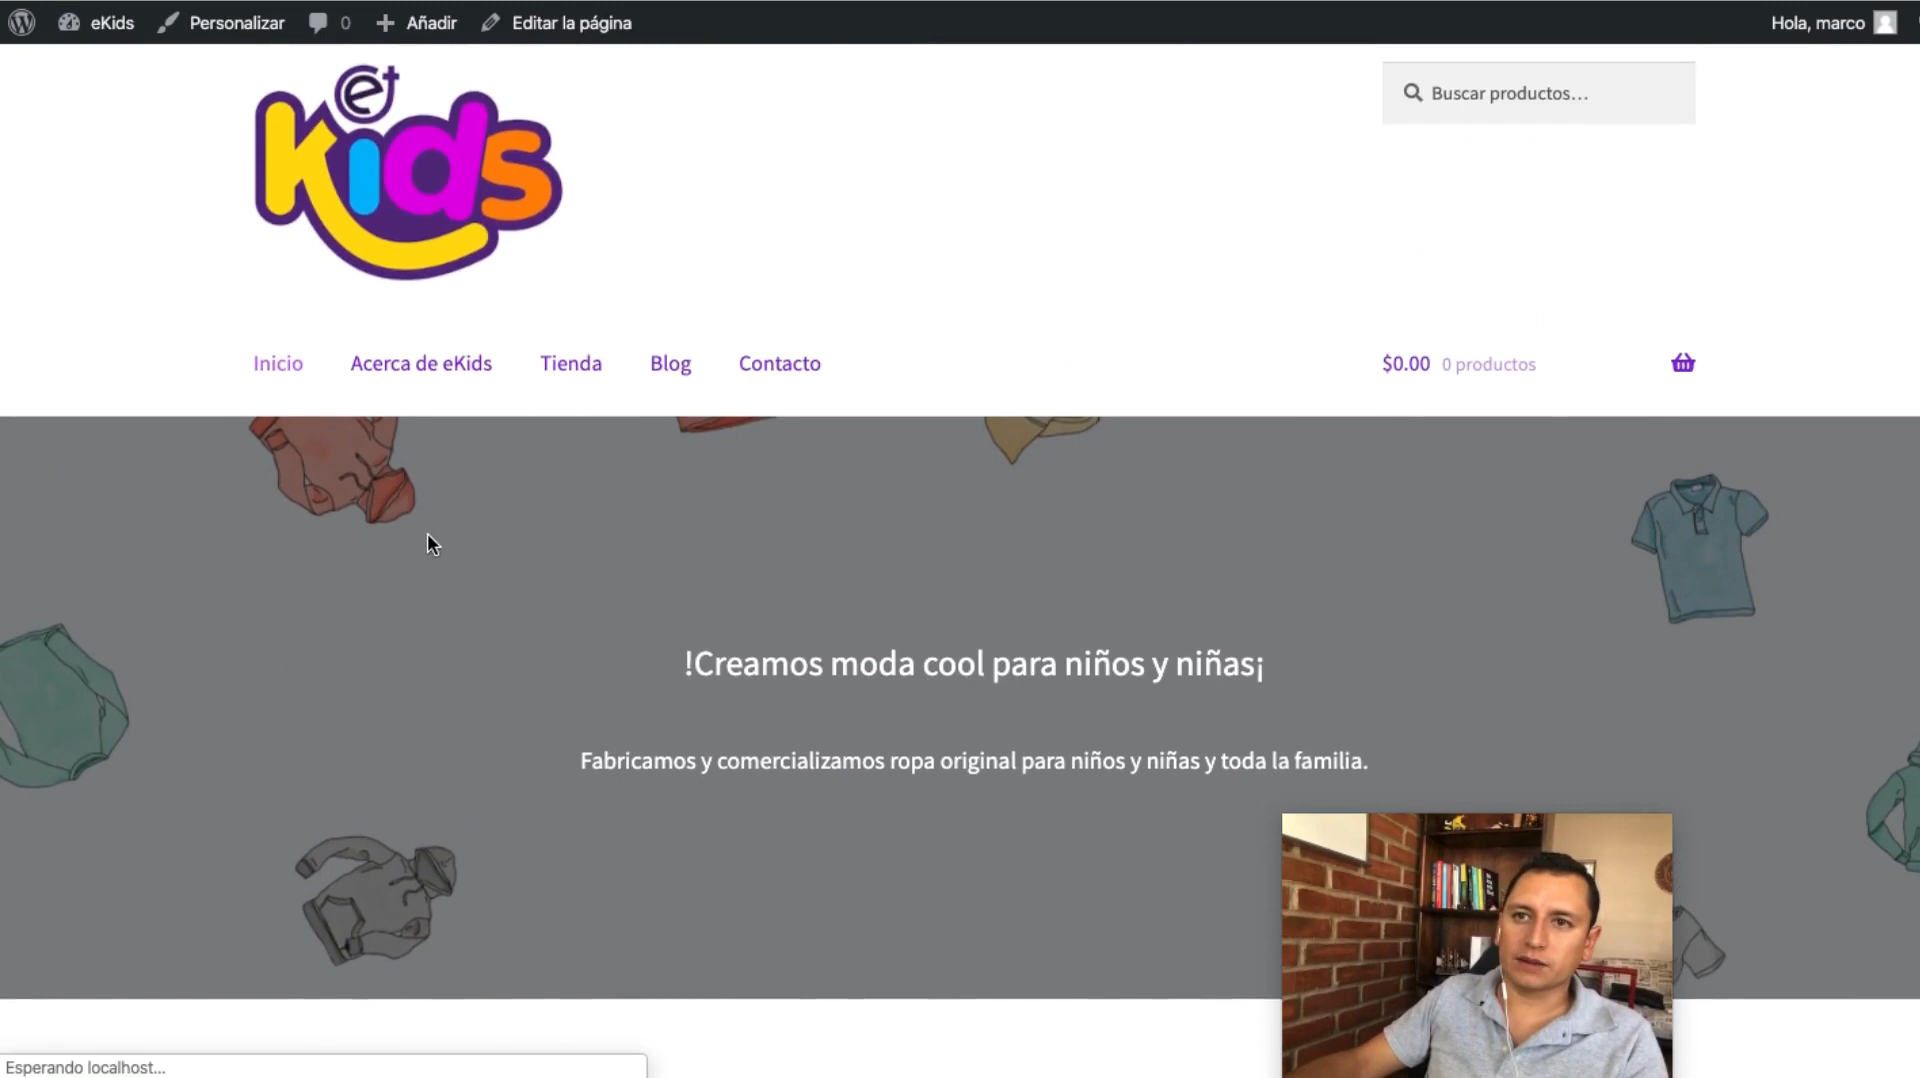 eKids Personalizar 0 Añadir Editar la página Hola, marco
et
kids
Buscar productos...
Inicio Acerca de eKids Tienda Blog Contacto $0.00 0 productos
!Creamos moda cool para niños y niñas¡
Fabricamos y comercializamos ropa original para niños y niñas y toda la familia.
Esperando localhost...